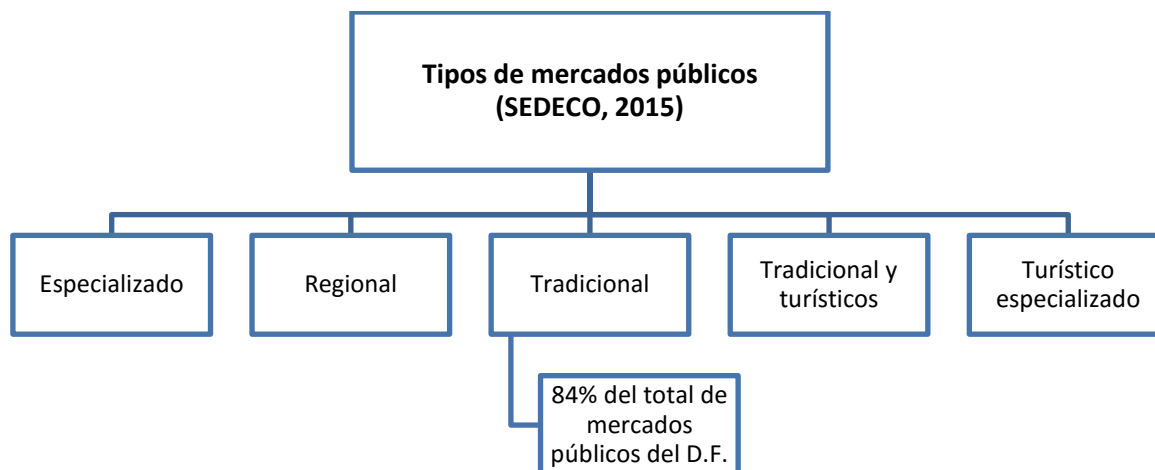 Tipos de mercados públicos
(SEDECO, 2015)
Especializado
Regional
Tradicional
Tradicional y
turísticos
Turístico
especializado
84% del total de
mercados
públicos del D.F.